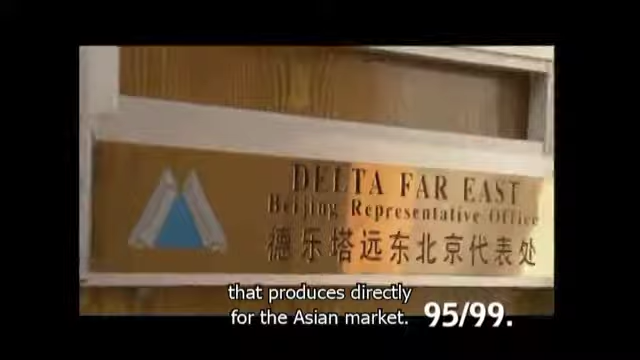 DELTA FAR EAST
Beijing Representative Office
德乐塔远东北京代表处
that produces directly
for the Asian market.
95/99.